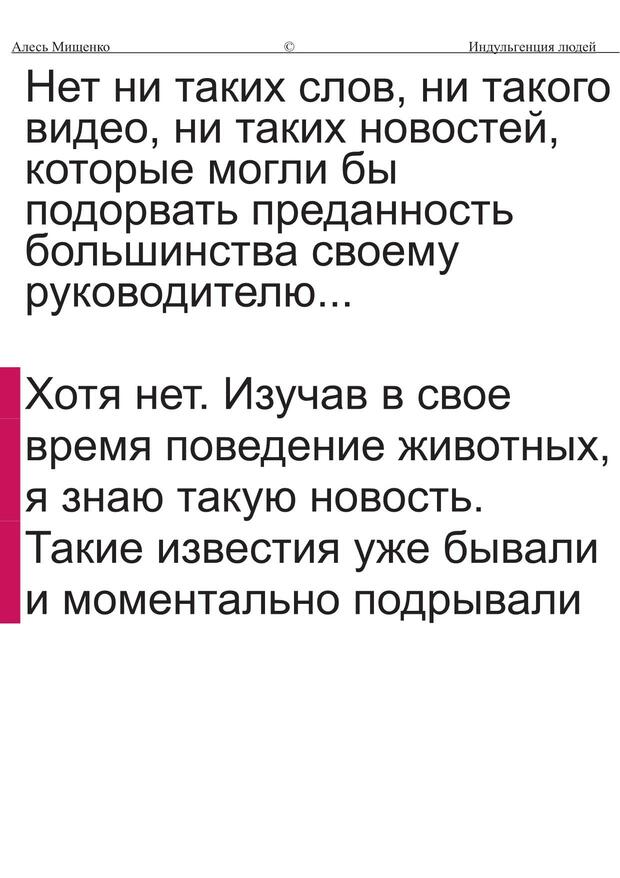 Алесь Мищенко © Индульгенция людей
Нет ни таких слов, ни такого
видео, ни таких новостей,
которые могли бы
подорвать преданность
большинства своему
руководителю...
Хотя нет. Изучав в свое
время поведение животных,
я знаю такую новость.
Такие известия уже бывали
и моментально подрывали